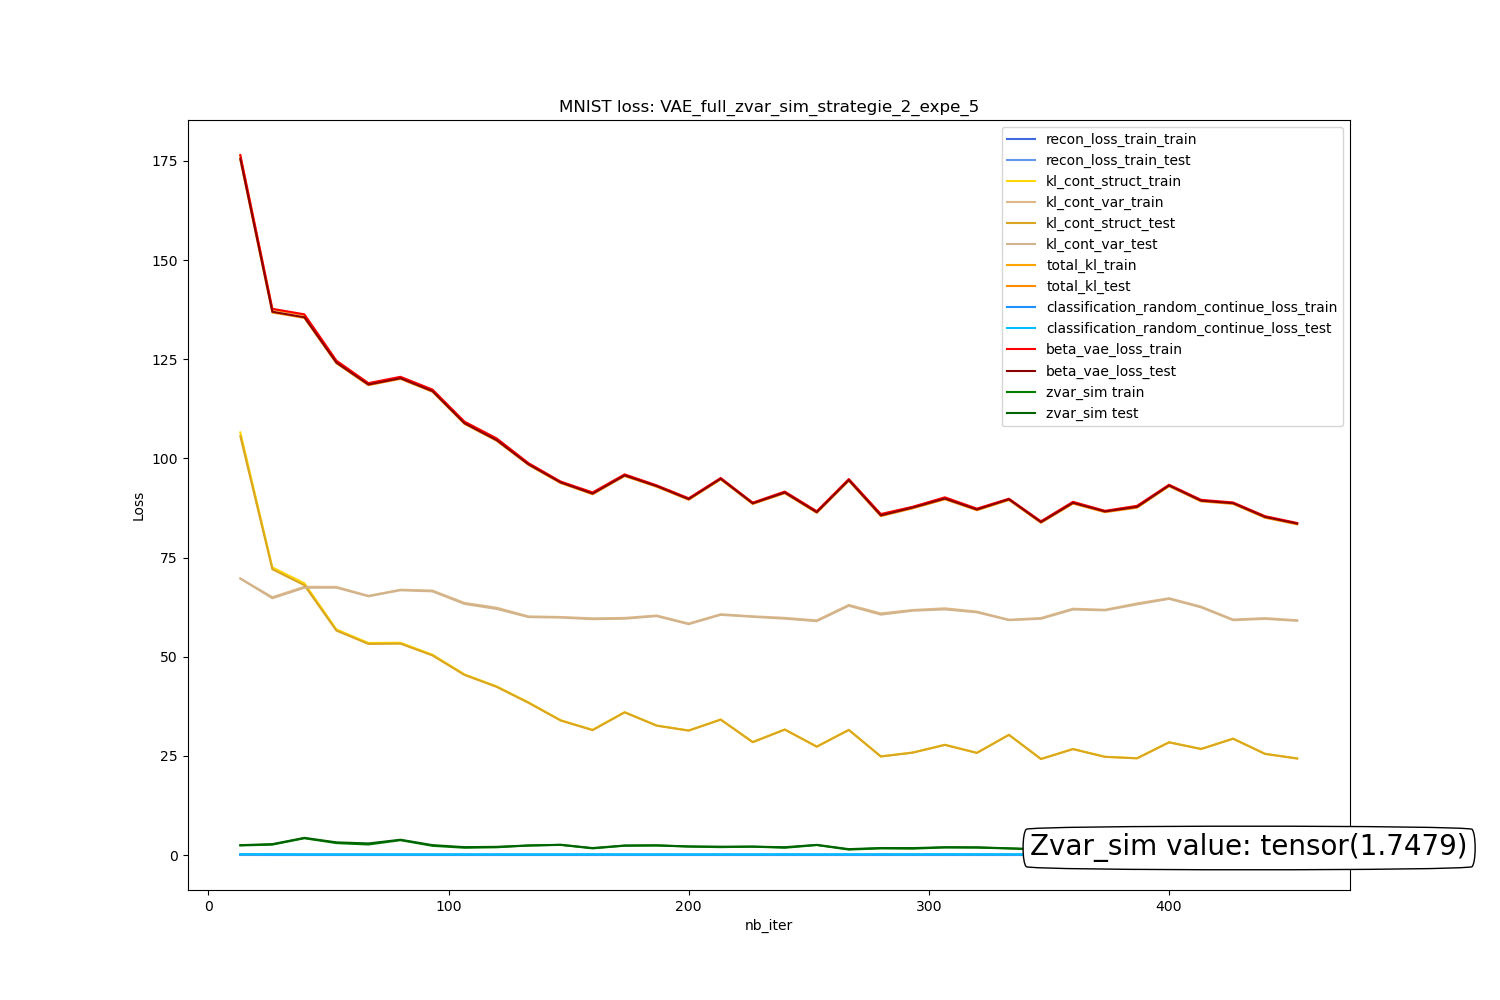 MNIST loss: VAE_full_zvar_sim_strategie_2_expe_5
175
150
125
100
75
50
25
0
Loss
recon_loss_train_train
recon_loss_train_test
kl_cont_struct_train
kl_cont_var_train
kl_cont_struct_test
kl_cont_var_test
total_kl_train
total_kl_test
classification_random_continue_loss_train
classification_random_continue_loss_test
beta_vae_loss_train
beta_vae_loss_test
zvar_sim train
zvar_sim test
Zvar_sim value: tensor(1.7479)
0 100 200 300 400
nb_iter